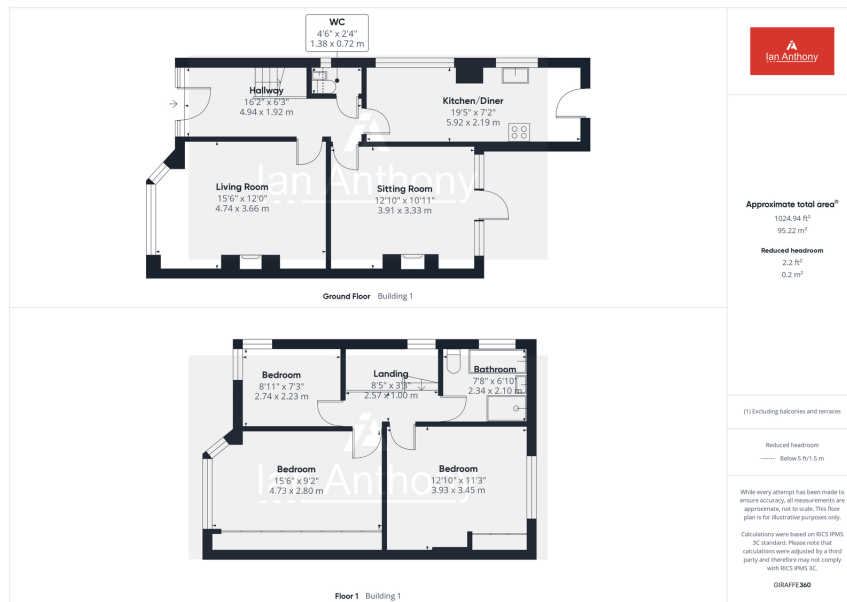 WC
4'6" x 2'4"
1.38 x 0.72 m
Hallway
16'2" x 6'3"
4.94 x 1.92 m
Kitchen/Diner
19'5" x 7'2"
5.92 x 2.19 m
Living Room
15'6" x 12'0"
4.74 x 3.66 m
Sitting Room
12'10" x 10'11"
3.91 x 3.33 m
Ian Anthony
Ground Floor Building 1
Bedroom
8'11" x 7'3"
2.74 x 2.23 m
Landing
8'5" x 3'3"
2.57 x 1.00 m
Bathroom
7'8" x 6'10"
2.34 x 2.10 m
Bedroom
15'6" x 9'2"
4.73 x 2.80 m
Bedroom
12'10" x 11'3"
3.93 x 3.45 m
Ian Anthony
Floor 1 Building 1
Ian Anthony
Approximate total area(1)
1024.94 ft²
95.22 m²
Reduced headroom
2.2 ft²
0.2 m²
(1) Excluding balconies and terraces
Reduced headroom
Below 5 ft/1.5 m
While every attempt has been made to
ensure accuracy, all measurements are
approximate, not to scale. This floor
plan is for illustrative purposes only.
Calculations were based on RICS IPMS
3C standard. Please note that
calculations were adjusted by a third
party and therefore may not comply
with RICS IPMS 3C.
GIRAFFE360